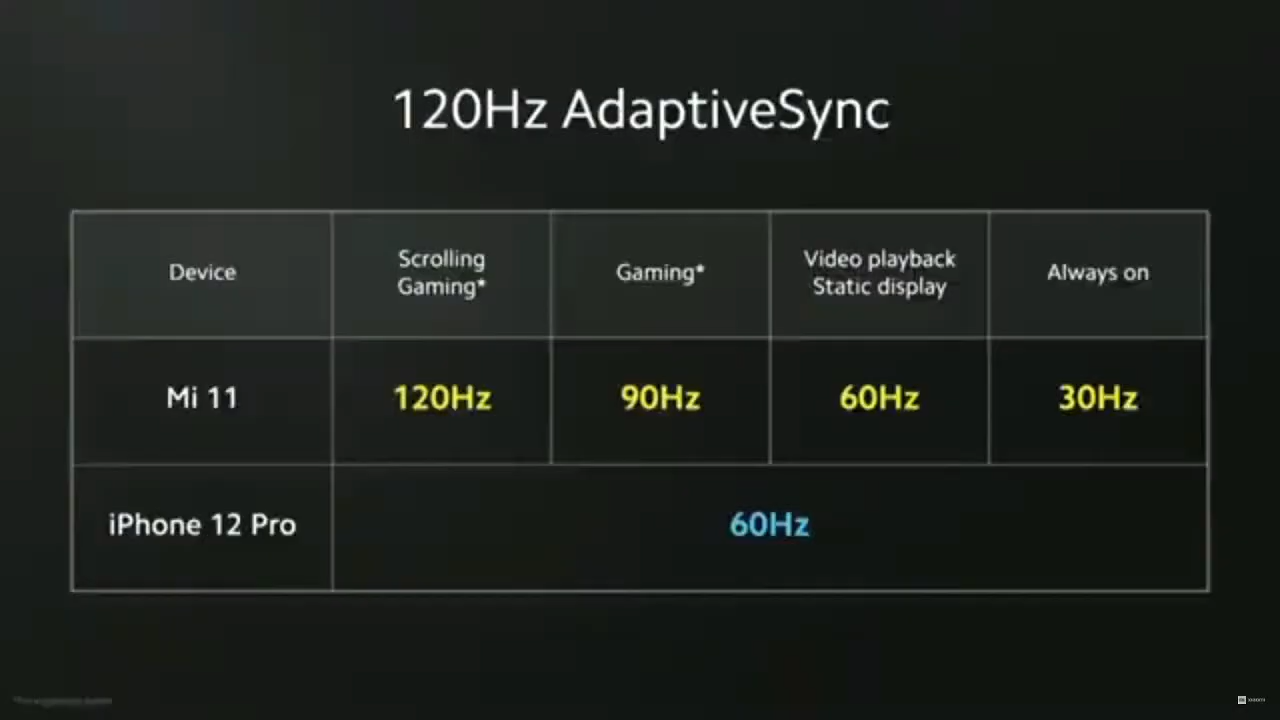 120Hz AdaptiveSync
Device
Scrolling
Gaming*
Gaming*
Video playback
Static display
Always on
Mi 11
120Hz
90Hz
60Hz
30Hz
iPhone 12 Pro
60Hz
xiaomi